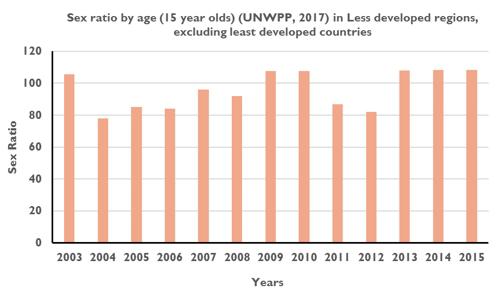 Sex ratio by age (15 year olds) (UNWPP, 2017) in Less developed regions,
excluding least developed countries
120
100
80
60
40
20
0
Sex Ratio
2003 2004 2005 2006 2007 2008 2009 2010 2011 2012 2013 2014 2015
Years